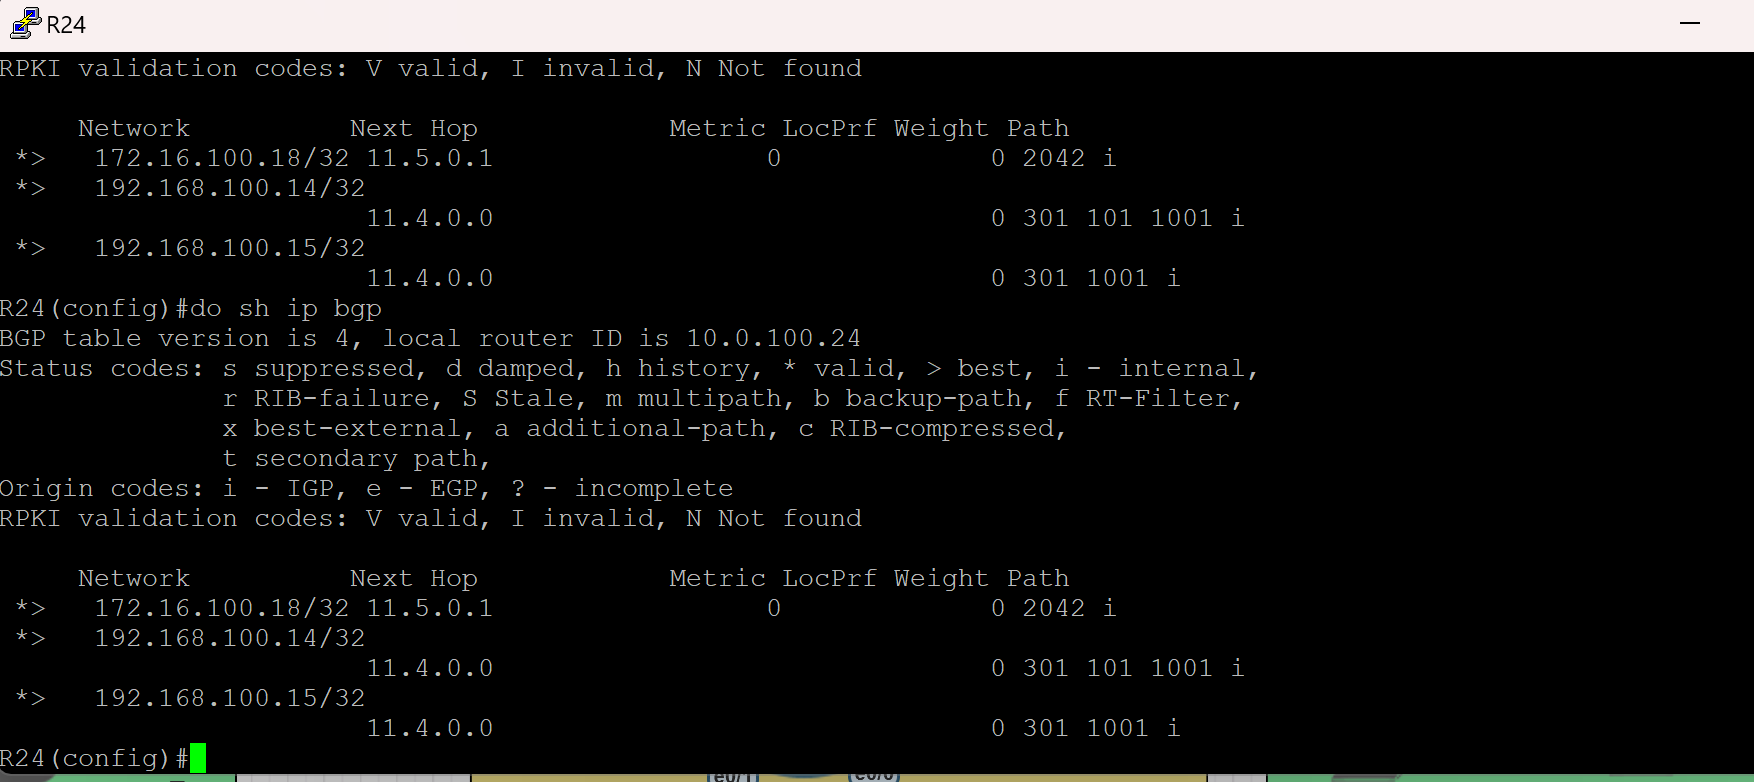 R24
RPKI validation codes: V valid, I invalid, N Not found
     Network          Next Hop            Metric LocPrf Weight Path
 *>   172.16.100.18/32 11.5.0.1                 0             0 2042 i
 *>   192.168.100.14/32
                       11.4.0.0                               0 301 101 1001 i
 *>   192.168.100.15/32
                       11.4.0.0                               0 301 1001 i
R24(config)#do sh ip bgp
BGP table version is 4, local router ID is 10.0.100.24
Status codes: s suppressed, d damped, h history, * valid, > best, i - internal,
              r RIB-failure, S Stale, m multipath, b backup-path, f RT-Filter,
              x best-external, a additional-path, c RIB-compressed,
              t secondary path,
Origin codes: i - IGP, e - EGP, ? - incomplete
RPKI validation codes: V valid, I invalid, N Not found
     Network          Next Hop            Metric LocPrf Weight Path
 *>   172.16.100.18/32 11.5.0.1                 0             0 2042 i
 *>   192.168.100.14/32
                       11.4.0.0                               0 301 101 1001 i
 *>   192.168.100.15/32
                       11.4.0.0                               0 301 1001 i
R24(config)#
e0/1 e0/0